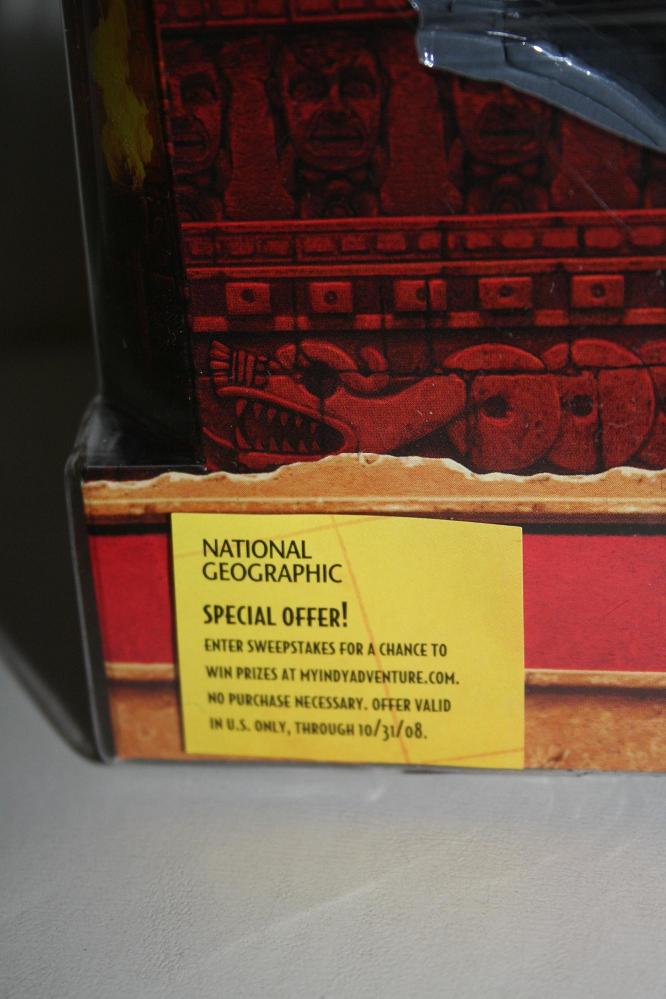 NATIONAL
GEOGRAPHIC
SPECIAL OFFER!
ENTER SWEEPSTAKES FOR A CHANCE TO
WIN PRIZES AT MYINDYADVENTURE.COM.
NO PURCHASE NECESSARY. OFFER VALID
IN U.S. ONLY, THROUGH 10/31/08.